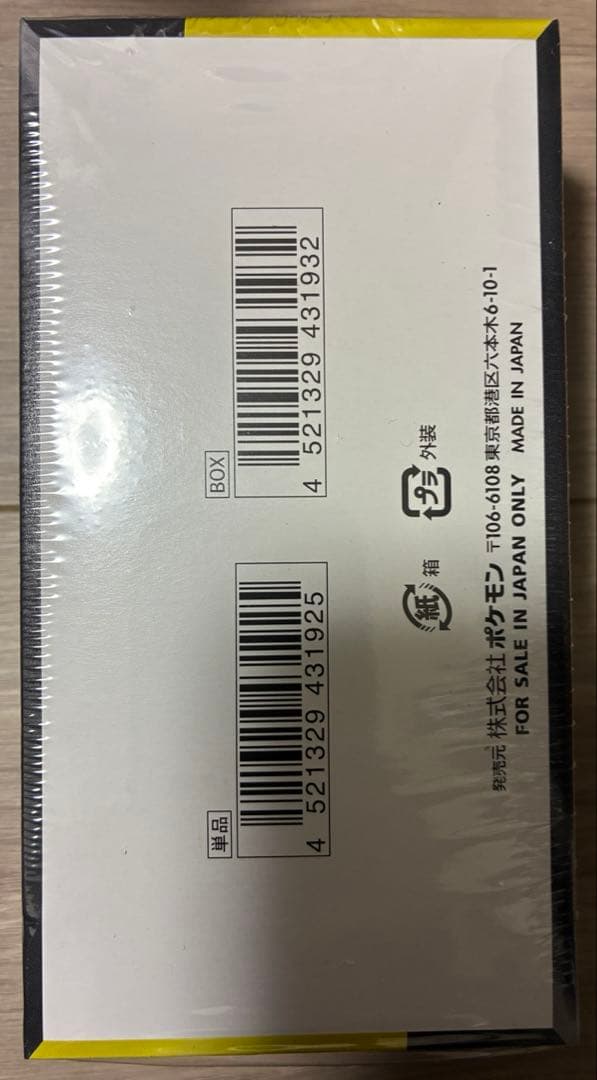 単品
4 521329 431925
BOX
4 521329 431932
紙 箱
プラ 外装
発売元 株式会社 ポケモン 〒106-6108 東京都港区六本木6-10-1
FOR SALE IN JAPAN ONLY MADE IN JAPAN